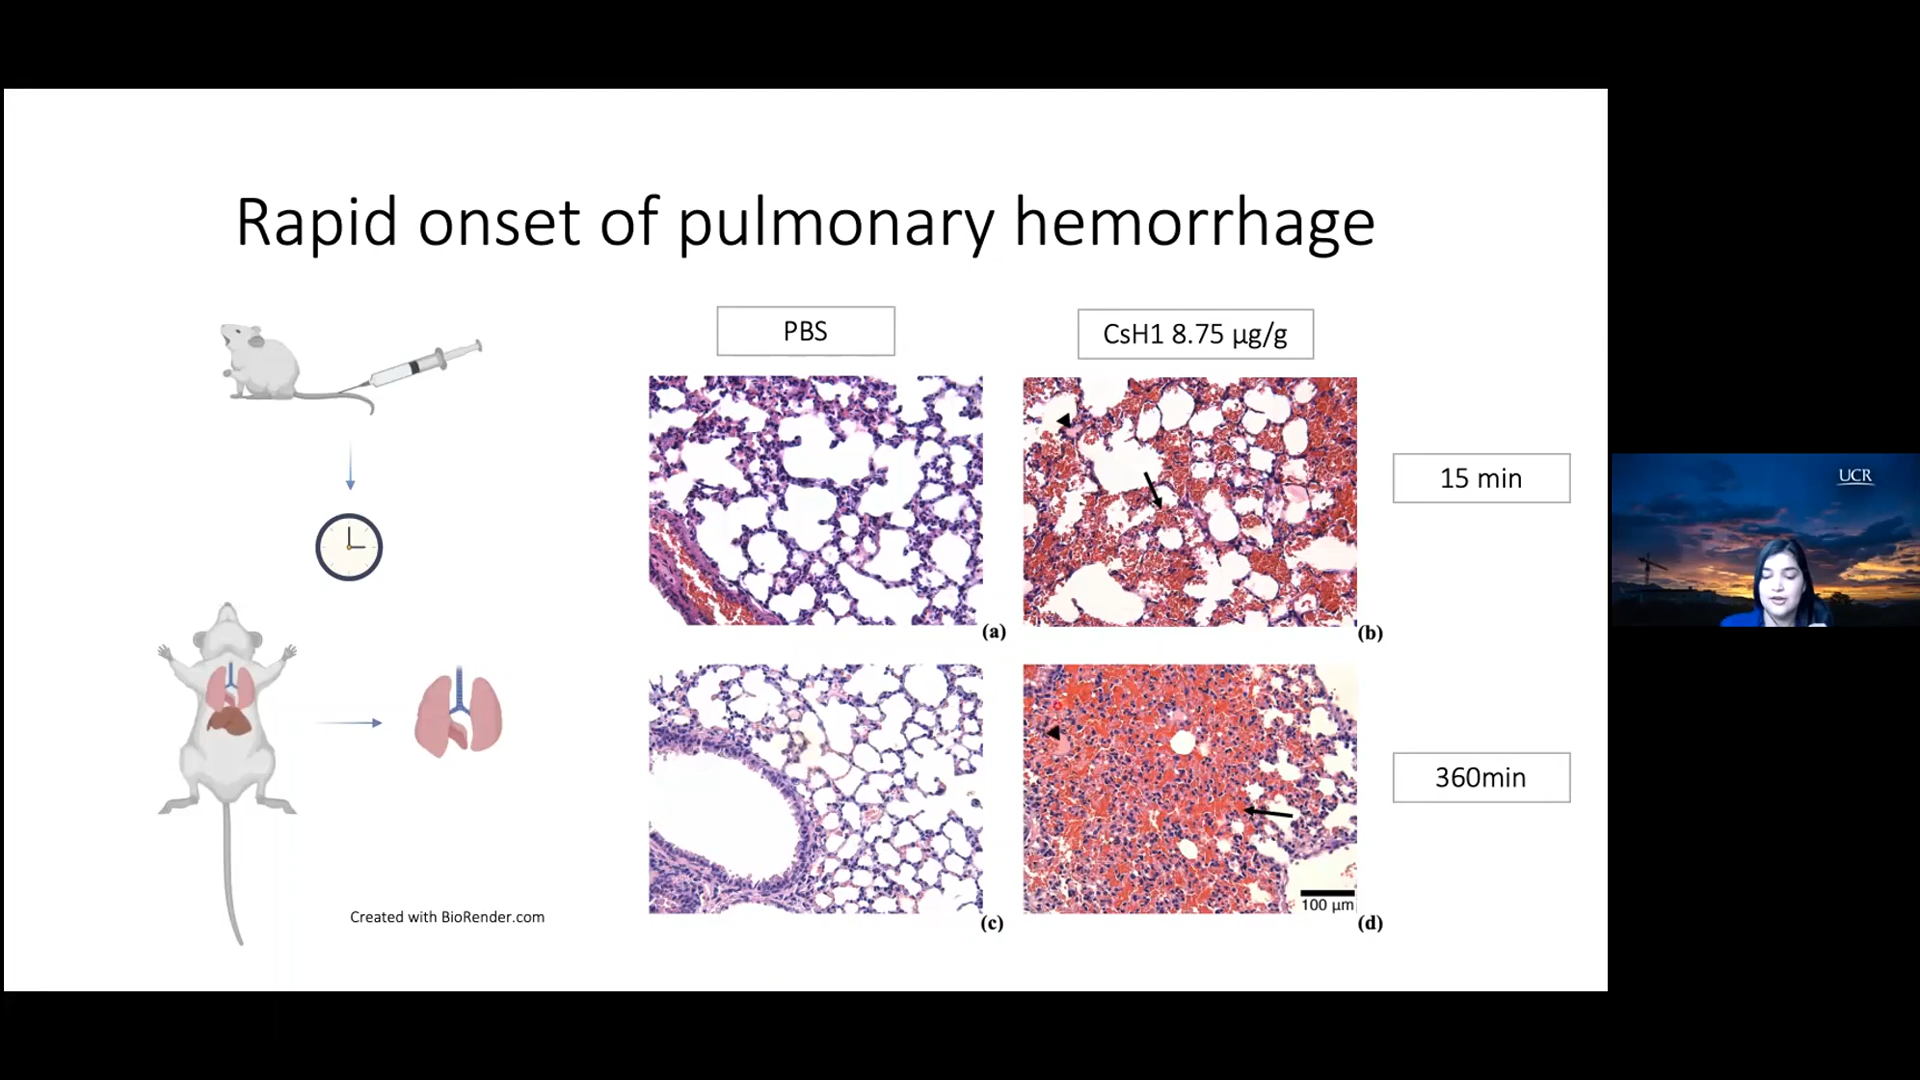 Rapid onset of pulmonary hemorrhage
PBS
CsH1 8.75 µg/g
15 min
(a)
(b)
360min
100 µm
(c)
(d)
Created with BioRender.com
UCR